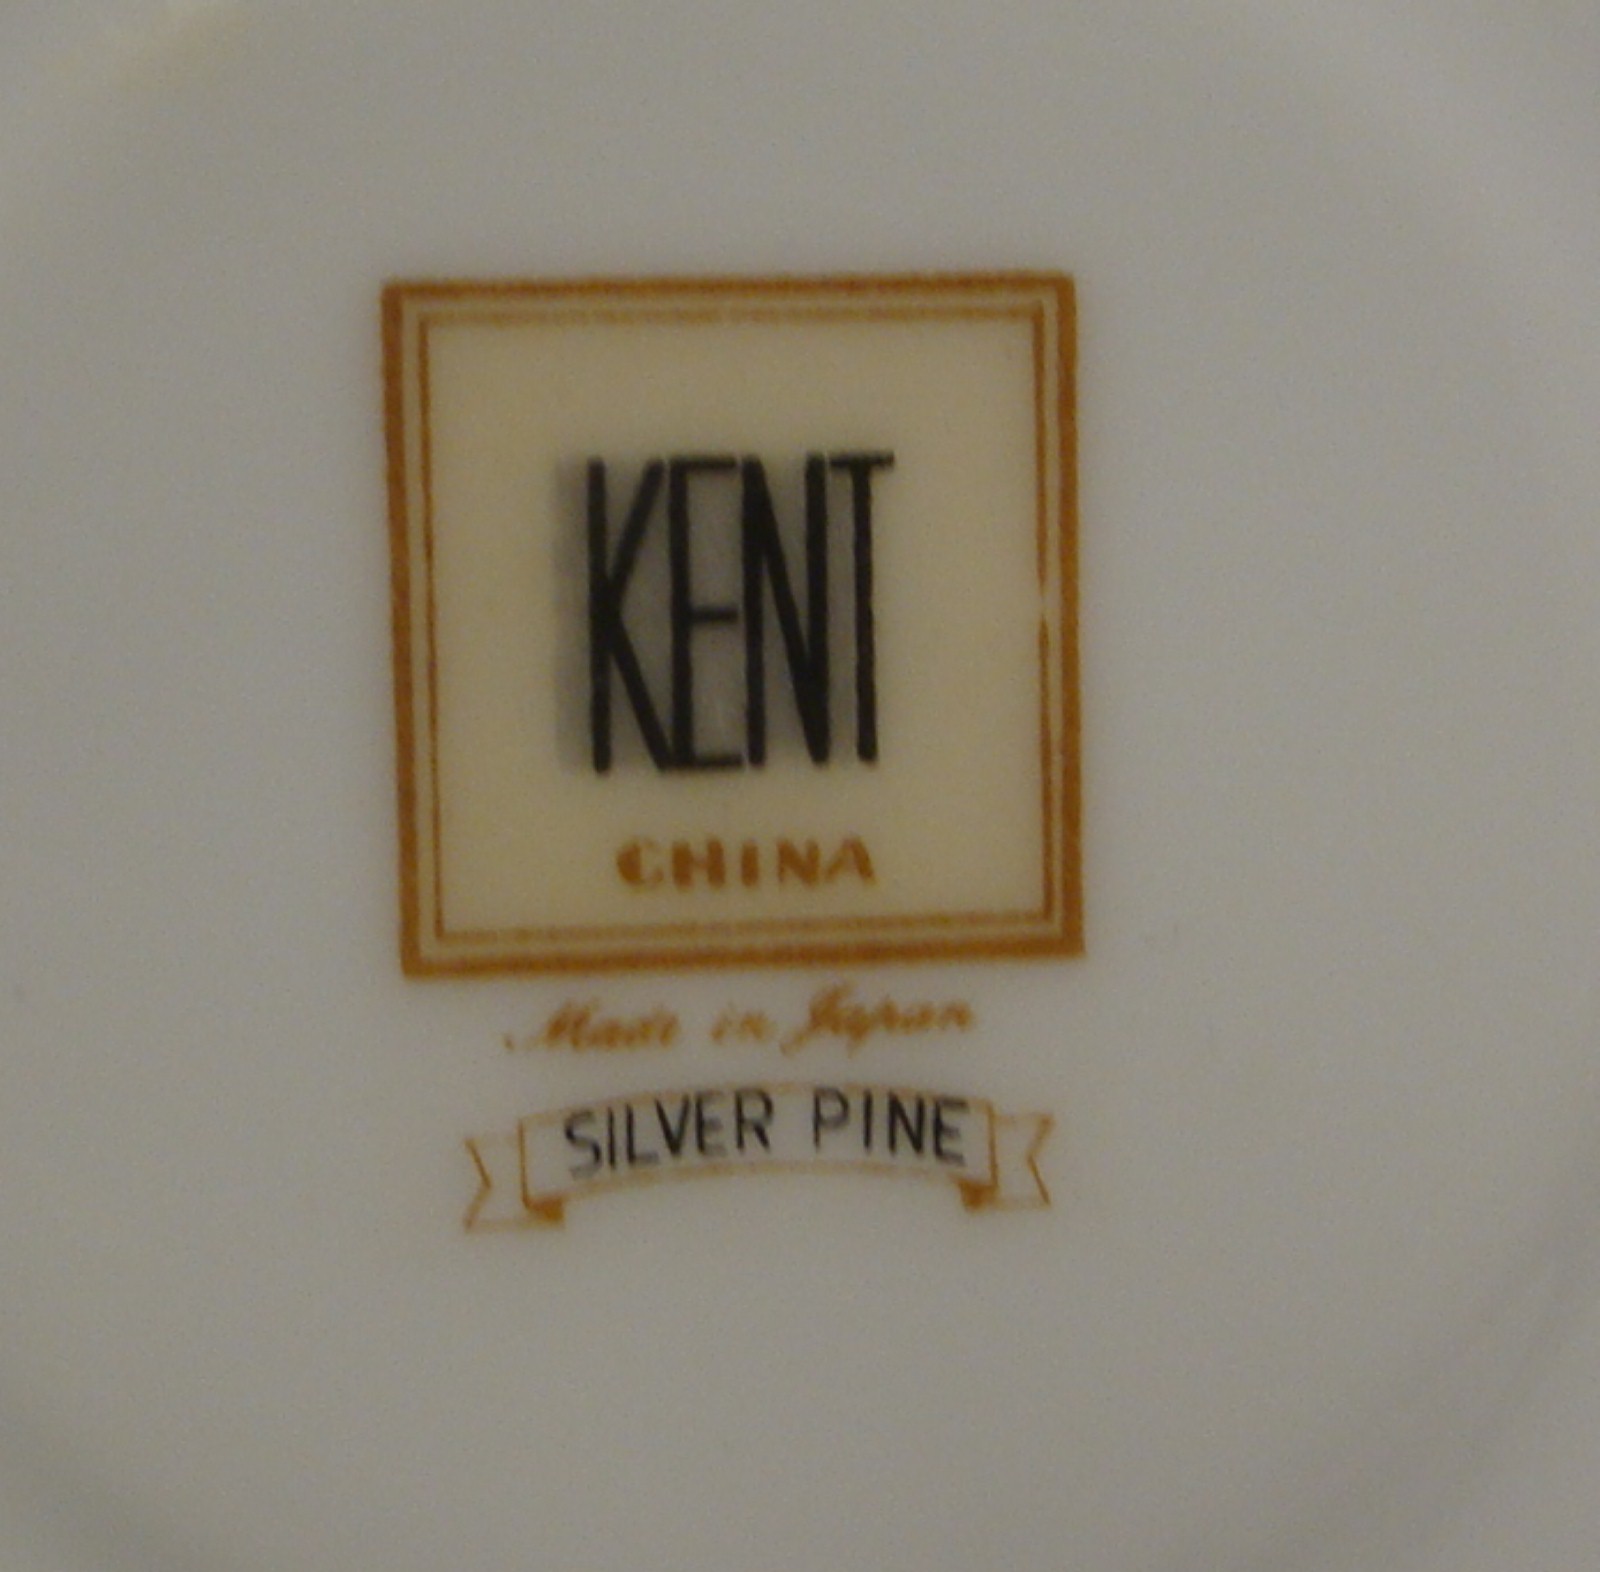 KENT
CHINA
Made in Japan
SILVER PINE